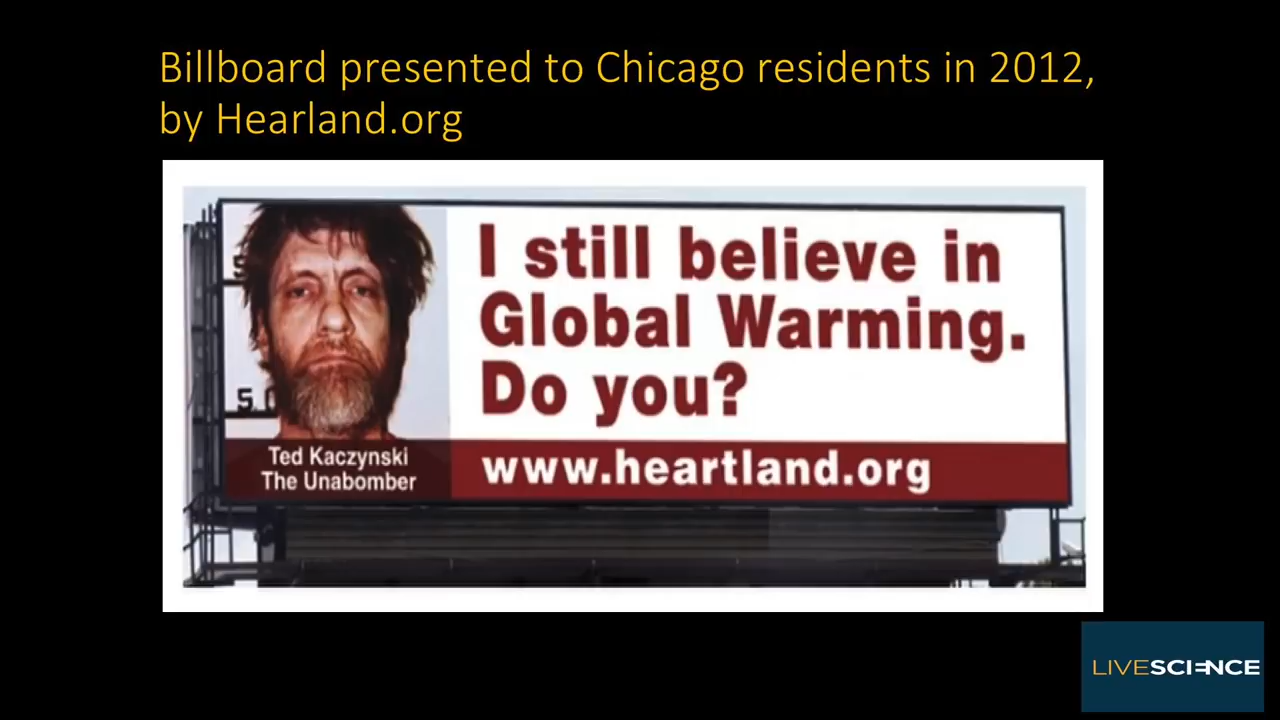 Billboard presented to Chicago residents in 2012,
by Hearland.org
I still believe in
Global Warming.
Do you?
Ted Kaczynski
The Unabomber
www.heartland.org
LIVESCIENCE